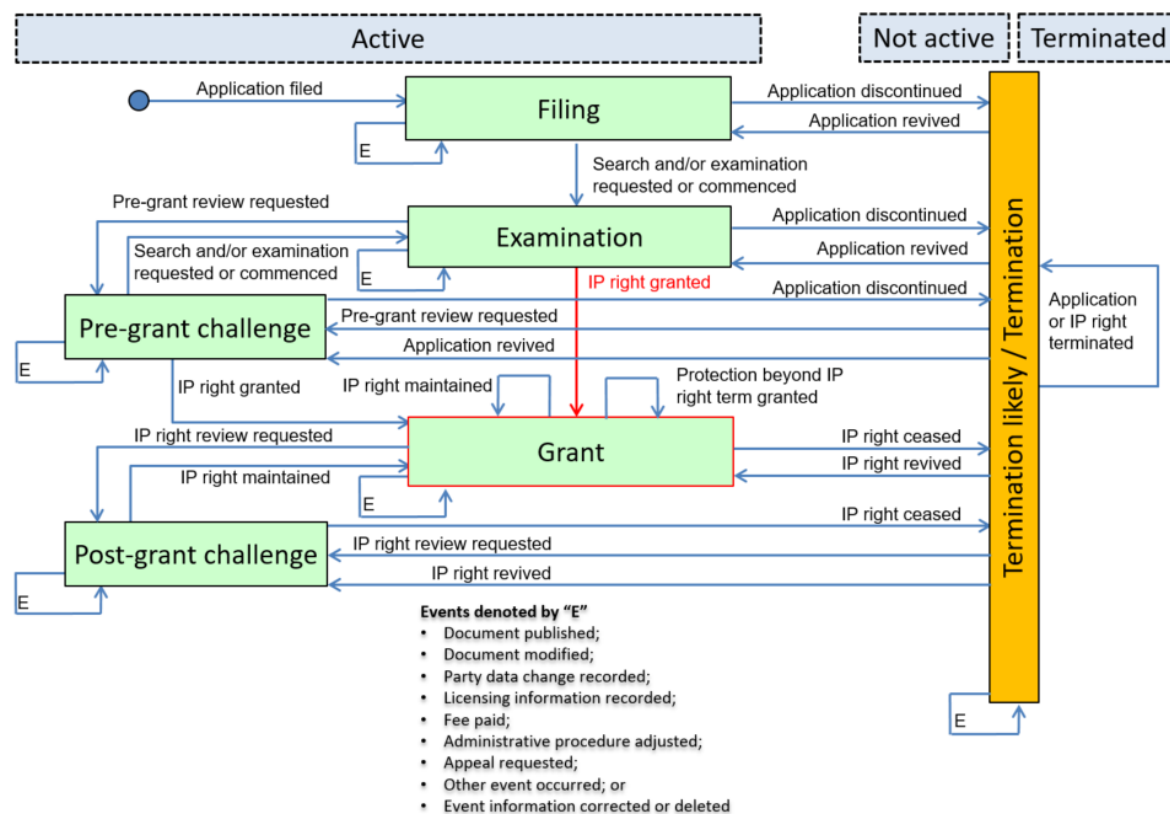 Active
Not active
Terminated
Application filed
Filing
Application discontinued
Application revived
E
Search and/or examination
requested or commenced
Pre-grant review requested
Examination
Application discontinued
Application revived
Search and/or examination
requested or commenced
E
IP right granted
Application discontinued
Pre-grant challenge
Pre-grant review requested
Application revived
E
Application
or IP right
terminated
Termination likely / Termination
IP right granted
IP right maintained
Protection beyond IP
right term granted
IP right review requested
Grant
IP right ceased
IP right revived
IP right maintained
E
IP right ceased
Post-grant challenge
IP right review requested
IP right revived
E
Events denoted by “E”
• Document published;
• Document modified;
• Party data change recorded;
• Licensing information recorded;
• Fee paid;
• Administrative procedure adjusted;
• Appeal requested;
• Other event occurred; or
• Event information corrected or deleted
E